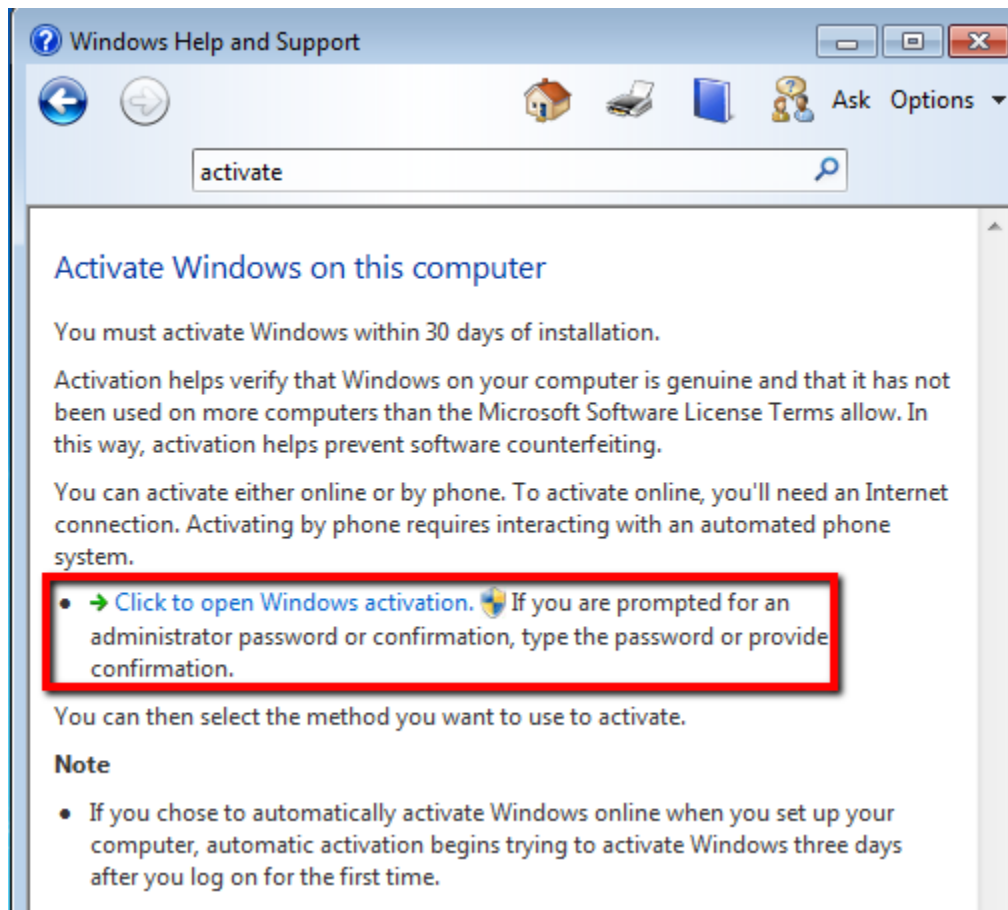 Windows Help and Support
Ask Options
activate
Activate Windows on this computer
You must activate Windows within 30 days of installation.
Activation helps verify that Windows on your computer is genuine and that it has not
been used on more computers than the Microsoft Software License Terms allow. In
this way, activation helps prevent software counterfeiting.
You can activate either online or by phone. To activate online, you'll need an Internet
connection. Activating by phone requires interacting with an automated phone
system.
• → Click to open Windows activation. If you are prompted for an
administrator password or confirmation, type the password or provide
confirmation.
You can then select the method you want to use to activate.
Note
• If you chose to automatically activate Windows online when you set up your
computer, automatic activation begins trying to activate Windows three days
after you log on for the first time.